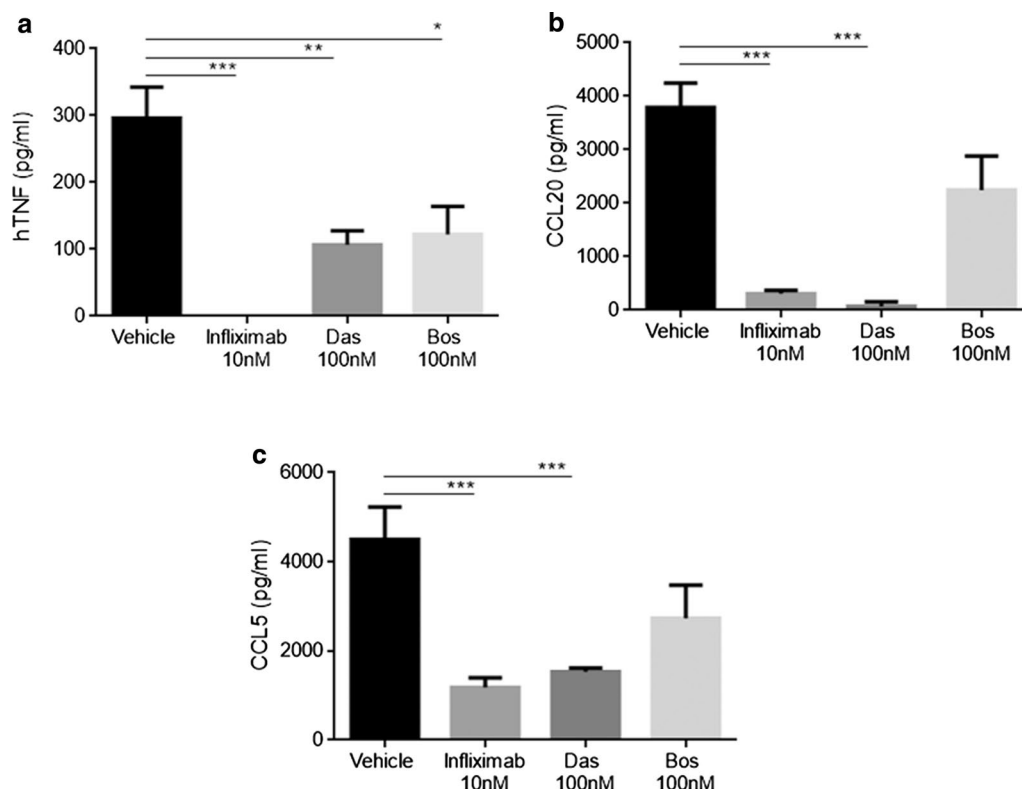 a
400
300
200
100
0
hTNF (pg/ml)
*
**
***
Vehicle
Infliximab
10nM
Das
100nM
Bos
100nM
b
5000
4000
3000
2000
1000
0
CCL20 (pg/ml)
***
***
Vehicle
Infliximab
10nM
Das
100nM
Bos
100nM
c
6000
4000
2000
0
CCL5 (pg/ml)
***
***
Vehicle
Infliximab
10nM
Das
100nM
Bos
100nM